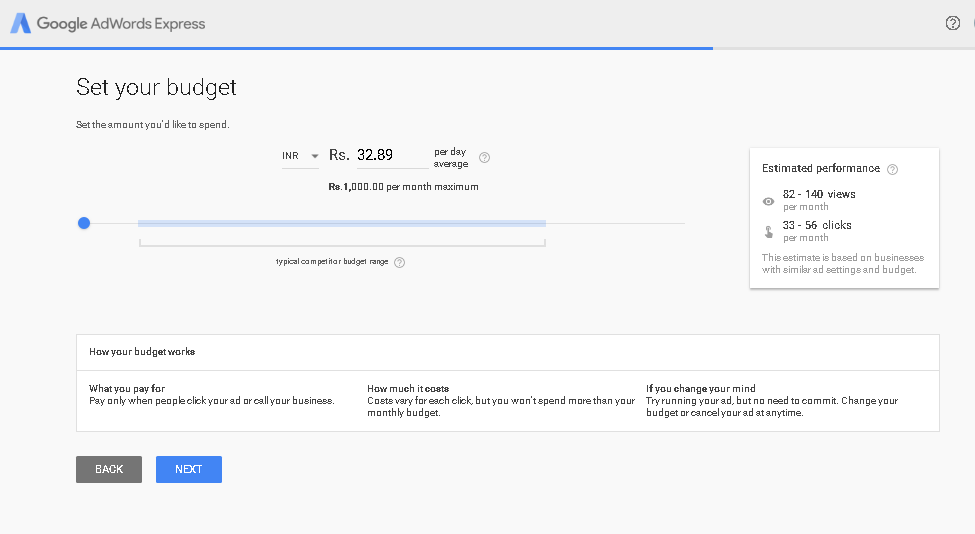 Google AdWords Express
Set your budget
Set the amount you'd like to spend.
INR Rs. 32.89 per day
average
Rs.1,000.00 per month maximum
typical competitor budget range
Estimated performance
82 - 140 views
per month
33 - 56 clicks
per month
This estimate is based on businesses
with similar ad settings and budget.
How your budget works
What you pay for
Pay only when people click your ad or call your business.
How much it costs
Costs vary for each click, but you won't spend more than your
monthly budget.
If you change your mind
Try running your ad, but no need to commit. Change your
budget or cancel your ad at anytime.
BACK
NEXT